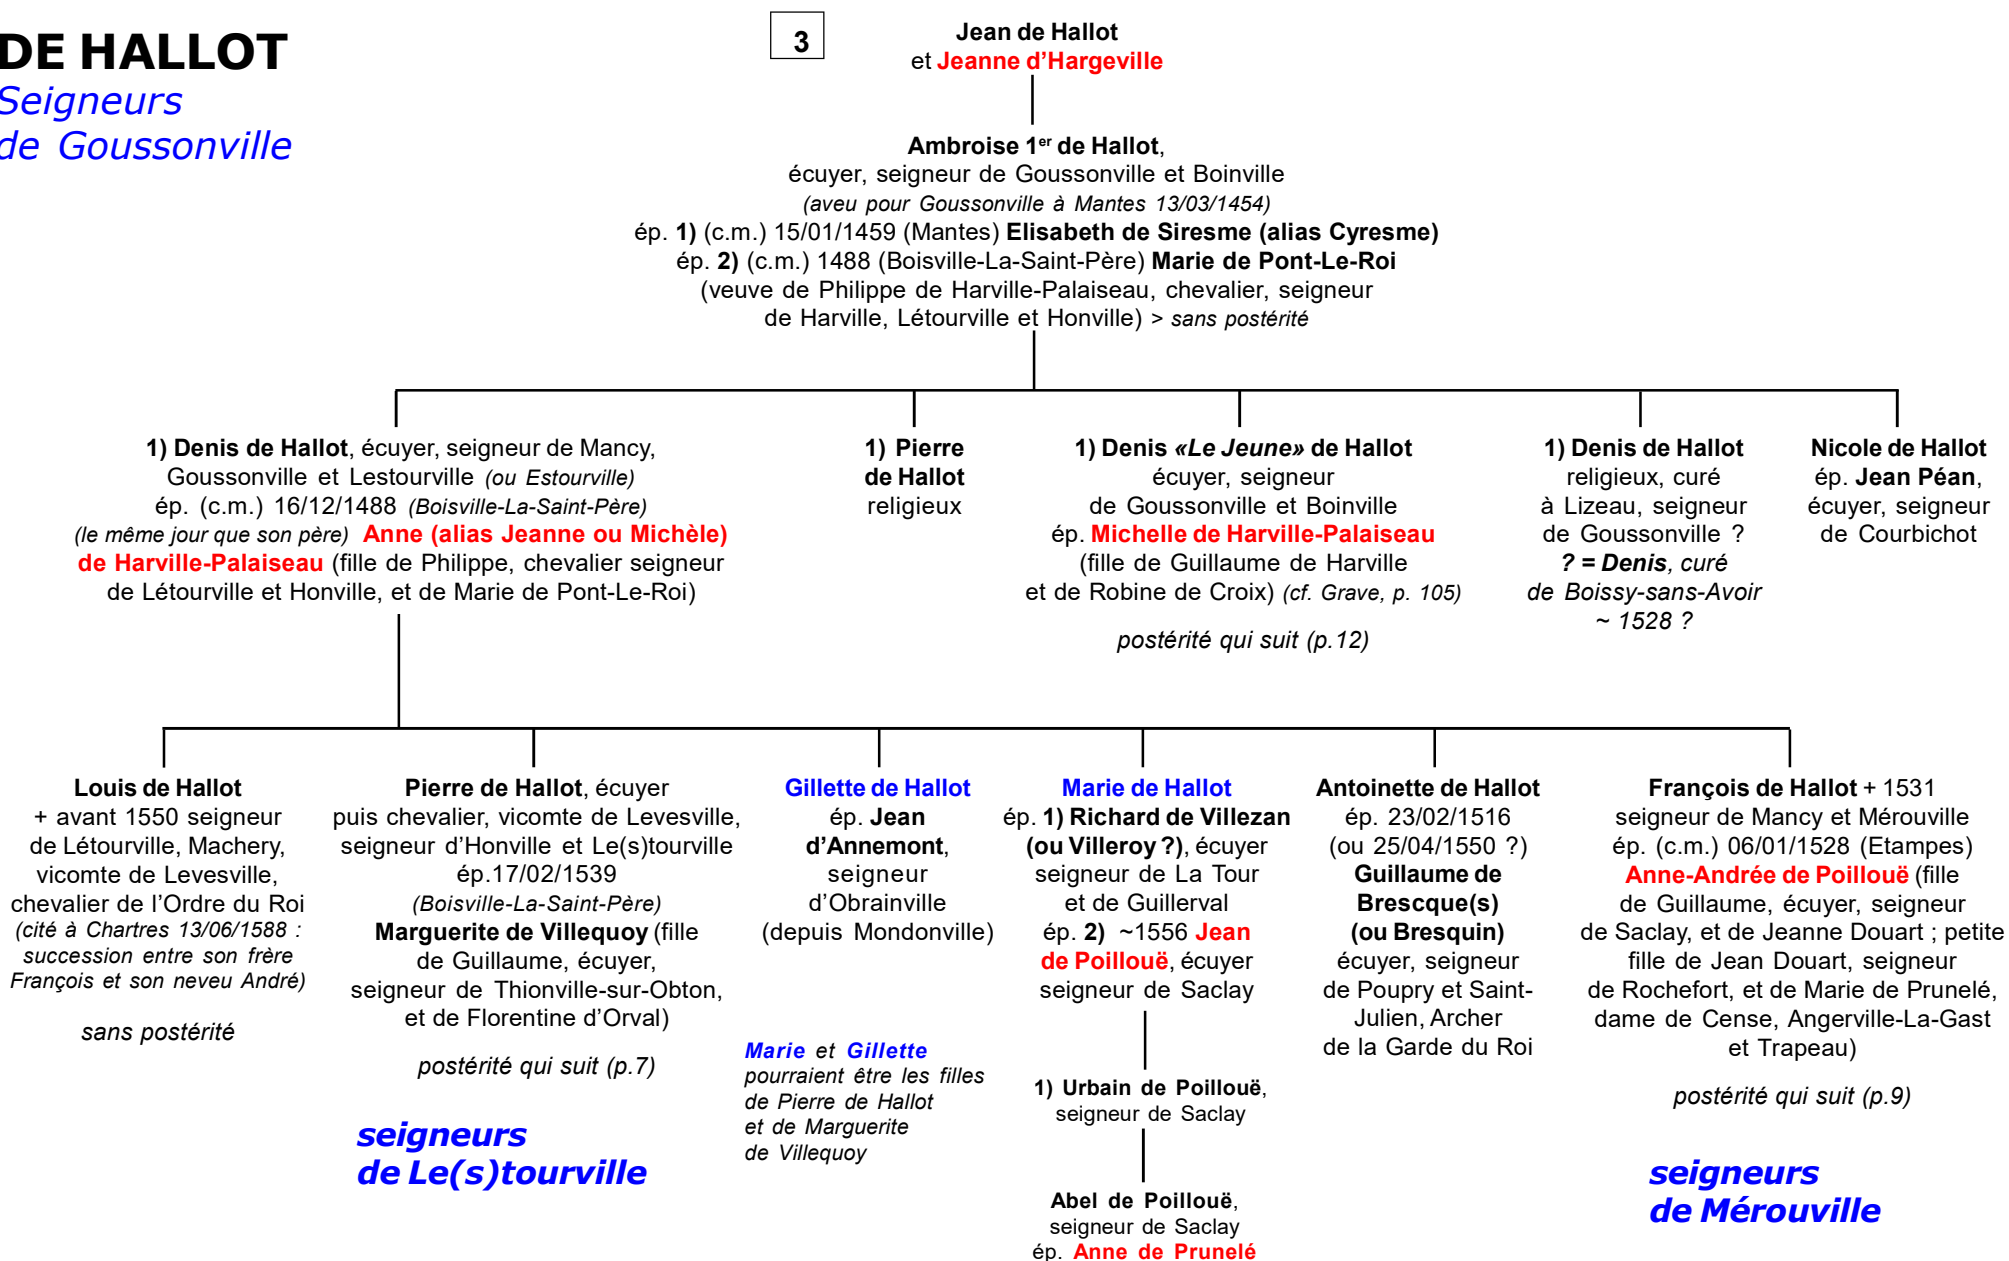 DE HALLOT
Seigneurs
de Goussonville
3
Jean de Hallot
et Jeanne d'Hargeville
Ambroise 1er de Hallot,
écuyer, seigneur de Goussonville et Boinville
(aveu pour Goussonville à Mantes 13/03/1454)
ép. 1) (c.m.) 15/01/1459 (Mantes) Elisabeth de Siresme (alias Cyresme)
ép. 2) (c.m.) 1488 (Boisville-La-Saint-Père) Marie de Pont-Le-Roi
(veuve de Philippe de Harville-Palaiseau, chevalier, seigneur
de Harville, Létourville et Honville) > sans postérité
1) Denis de Hallot, écuyer, seigneur de Mancy,
Goussonville et Lestourville (ou Estourville)
ép. (c.m.) 16/12/1488 (Boisville-La-Saint-Père)
(le même jour que son père) Anne (alias Jeanne ou Michèle)
de Harville-Palaiseau (fille de Philippe, chevalier seigneur
de Létourville et Honville, et de Marie de Pont-Le-Roi)
1) Pierre
de Hallot
religieux
1) Denis «Le Jeune» de Hallot
écuyer, seigneur
de Goussonville et Boinville
ép. Michelle de Harville-Palaiseau
(fille de Guillaume de Harville
et de Robine de Croix) (cf. Grave, p. 105)
postérité qui suit (p.12)
1) Denis de Hallot
religieux, curé
à Lizeau, seigneur
de Goussonville ?
? = Denis, curé
de Boissy-sans-Avoir
~ 1528 ?
Nicole de Hallot
ép. Jean Péan,
écuyer, seigneur
de Courbichot
Louis de Hallot
+ avant 1550 seigneur
de Létourville, Machery,
vicomte de Levesville,
chevalier de l'Ordre du Roi
(cité à Chartres 13/06/1588 :
succession entre son frère
François et son neveu André)
sans postérité
Pierre de Hallot, écuyer
puis chevalier, vicomte de Levesville,
seigneur d'Honville et Le(s)tourville
ép.17/02/1539
(Boisville-La-Saint-Père)
Marguerite de Villequoy (fille
de Guillaume, écuyer,
seigneur de Thionville-sur-Obton,
et de Florentine d'Orval)
postérité qui suit (p.7)
seigneurs
de Le(s)tourville
Gillette de Hallot
ép. Jean
d'Annemont,
seigneur
d'Obrainville
(depuis Mondonville)
Marie et Gillette
pourraient être les filles
de Pierre de Hallot
et de Marguerite
de Villequoy
Marie de Hallot
ép. 1) Richard de Villezan
(ou Villeroy ?), écuyer
seigneur de La Tour
et de Guillerval
ép. 2) ~1556 Jean
de Poillouë, écuyer
seigneur de Saclay
1) Urbain de Poillouë,
seigneur de Saclay
Abel de Poillouë,
seigneur de Saclay
ép. Anne de Prunelé
Antoinette de Hallot
ép. 23/02/1516
(ou 25/04/1550 ?)
Guillaume de
Brescque(s)
(ou Bresquin)
écuyer, seigneur
de Poupry et Saint-
Julien, Archer
de la Garde du Roi
François de Hallot + 1531
seigneur de Mancy et Mérouville
ép. (c.m.) 06/01/1528 (Etampes)
Anne-Andrée de Poillouë (fille
de Guillaume, écuyer, seigneur
de Saclay, et de Jeanne Douart ; petite
fille de Jean Douart, seigneur
de Rochefort, et de Marie de Prunelé,
dame de Cense, Angerville-La-Gast
et Trapeau)
postérité qui suit (p.9)
seigneurs
de Mérouville